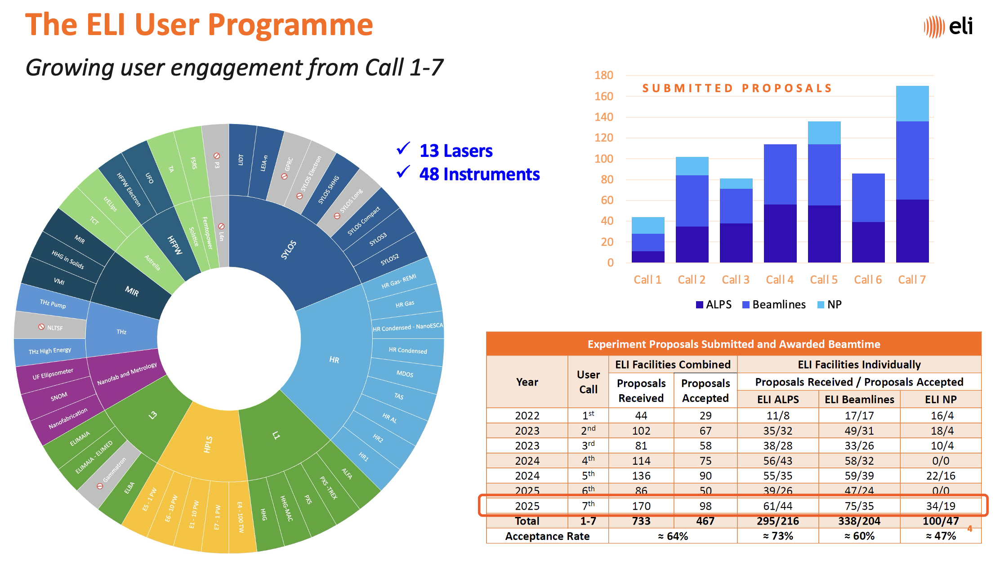 The ELI User Programme
eli
Growing user engagement from Call 1-7
13 Lasers
48 Instruments
SYLOS
LIDT
LEIA-n
GPRC
SYLOS Electron
SYLOS SHHG
SYLOS Long
SYLOS Compact
SYLOS3
SYLOS2
HR
HR Gas- REMI
HR Gas
HR Condensed - NanoESCA
HR Condensed
MDOS
TAS
HR AL
HR2
HR1
L1
ALFA
PXS -TREX
PXS
HHG-MAC
HHG
HPLS
E4 - 100 TW
E7 - 1 PW
E1 - 10 PW
E6 - 10 PW
E5 - 1 PW
L3
ELBA
Gammatron
ELIMAIA - ELIMED
ELIMAIA
Nanofab and Metrology
Nanofabrication
SNOM
UF Ellipsometer
THz
THz High Energy
NLTSF
THz Pump
MIR
VMI
HHG in Solids
MIR
Astrella
TCT
trELIps
HFPW
HFPW Electron
UFO
Solstice
TA
Femtopower
FSRS
L4n
P3
SUBMITTED PROPOSALS
180
160
140
120
100
80
60
40
20
0
Call 1 Call 2 Call 3 Call 4 Call 5 Call 6 Call 7
ALPS Beamlines NP
Experiment Proposals Submitted and Awarded Beamtime
Year User Call ELI Facilities Combined ELI Facilities Individually
Proposals Received Proposals Accepted Proposals Received / Proposals Accepted
ELI ALPS ELI Beamlines ELI NP
2022 1st 44 29 11/8 17/17 16/4
2023 2nd 102 67 35/32 49/31 18/4
2023 3rd 81 58 38/28 33/26 10/4
2024 4th 114 75 56/43 58/32 0/0
2024 5th 136 90 55/35 59/39 22/16
2025 6th 86 50 39/26 47/24 0/0
2025 7th 170 98 61/44 75/35 34/19
Total 1-7 733 467 295/216 338/204 100/47
Acceptance Rate ≈ 64% ≈ 73% ≈ 60% ≈ 47%
4